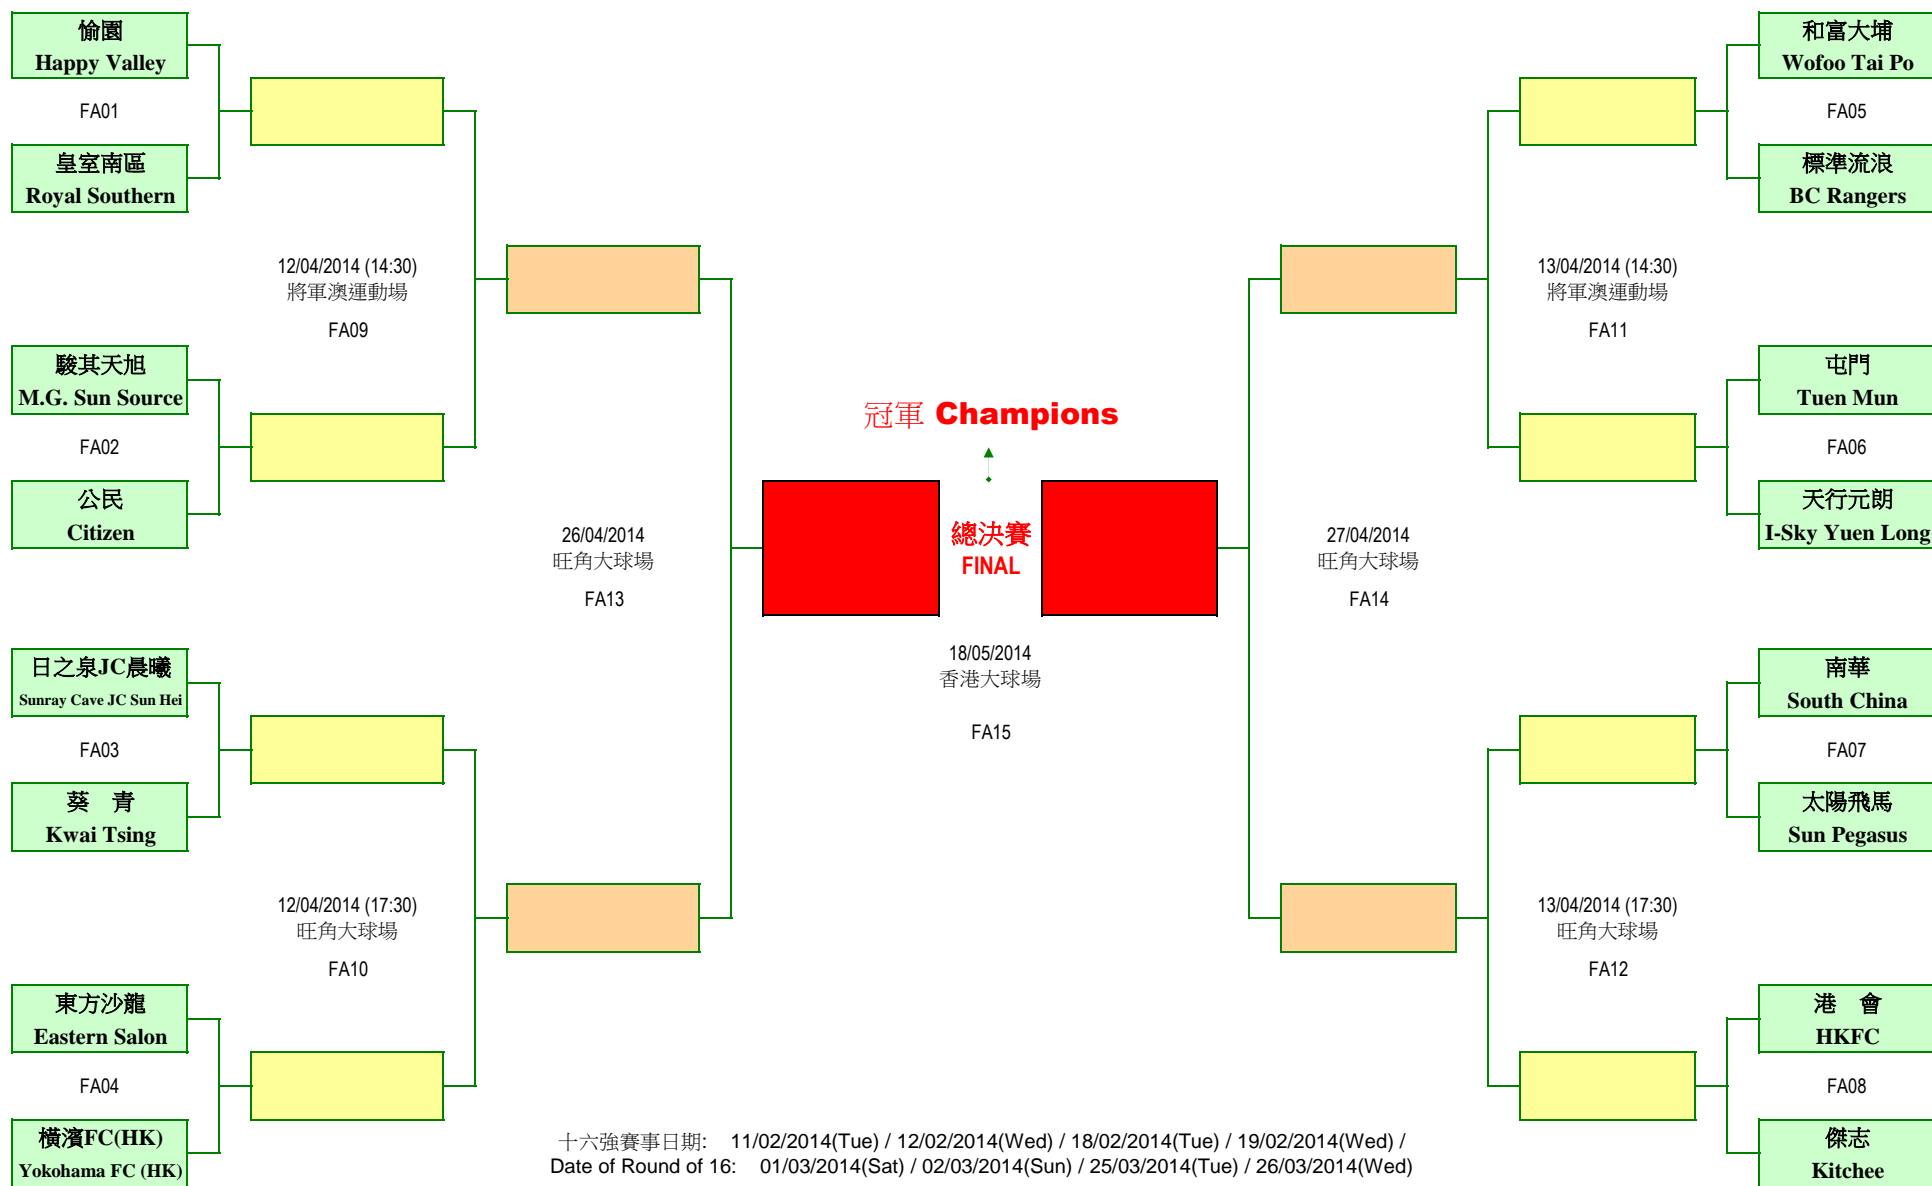 愉園
Happy Valley
FA01
皇室南區
Royal Southern
12/04/2014 (14:30)
將軍澳運動場
FA09
駿其天旭
M.G. Sun Source
FA02
公民
Citizen
26/04/2014
旺角大球場
FA13
日之泉JC晨曦
Sunray Cave JC Sun Hei
FA03
葵　青
Kwai Tsing
12/04/2014 (17:30)
旺角大球場
FA10
東方沙龍
Eastern Salon
FA04
橫濱FC(HK)
Yokohama FC (HK)
冠軍 Champions
總決賽
FINAL
18/05/2014
香港大球場
FA15
和富大埔
Wofoo Tai Po
FA05
標準流浪
BC Rangers
13/04/2014 (14:30)
將軍澳運動場
FA11
屯門
Tuen Mun
FA06
天行元朗
I-Sky Yuen Long
27/04/2014
旺角大球場
FA14
南華
South China
FA07
太陽飛馬
Sun Pegasus
13/04/2014 (17:30)
旺角大球場
FA12
港　會
HKFC
FA08
傑志
Kitchee
十六強賽事日期: 11/02/2014(Tue) / 12/02/2014(Wed) / 18/02/2014(Tue) / 19/02/2014(Wed) /
Date of Round of 16: 01/03/2014(Sat) / 02/03/2014(Sun) / 25/03/2014(Tue) / 26/03/2014(Wed)